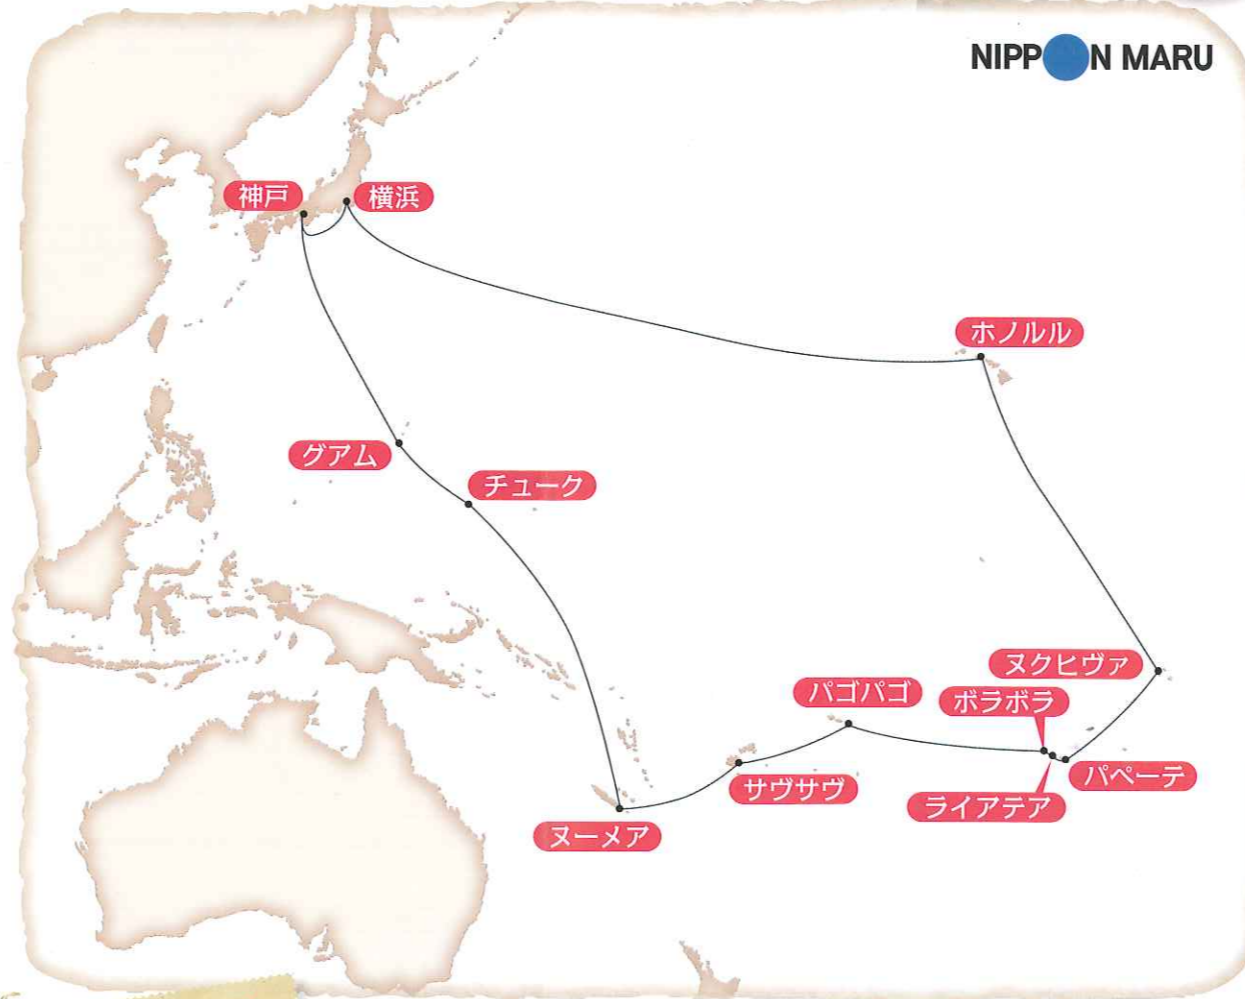 NIPPON MARU
神戸
横浜
ホノルル
グアム
チューク
ヌクヒヴァ
パゴパゴ
ボラボラ
パペーテ
サヴサヴ
ライアテア
ヌーメア